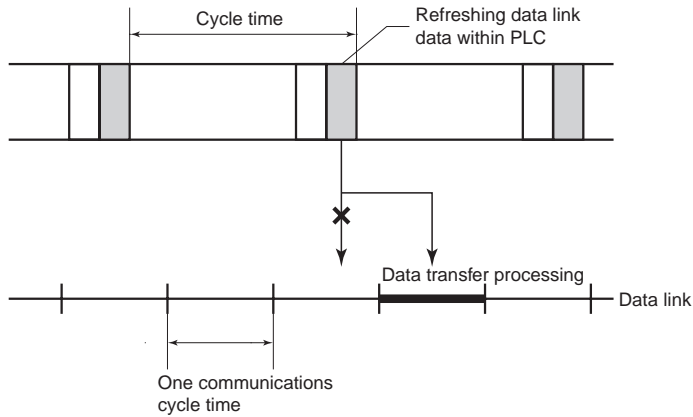 Cycle time
Refreshing data link
data within PLC
Data transfer processing
Data link
One communications
cycle time